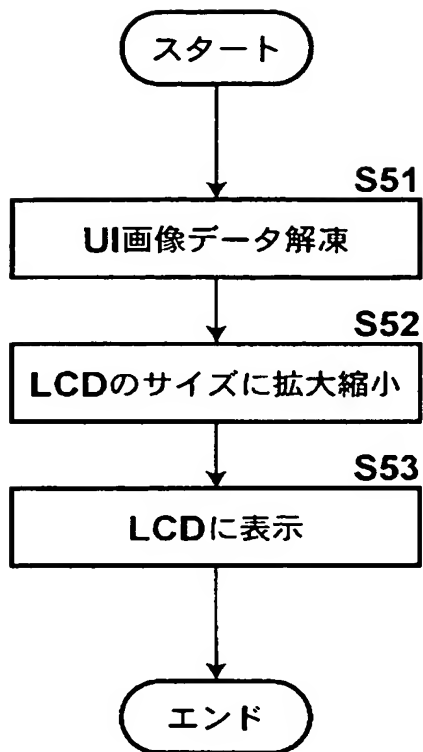 スタート
S51
UI画像データ解凍
S52
LCDのサイズに拡大縮小
S53
LCDに表示
エンド